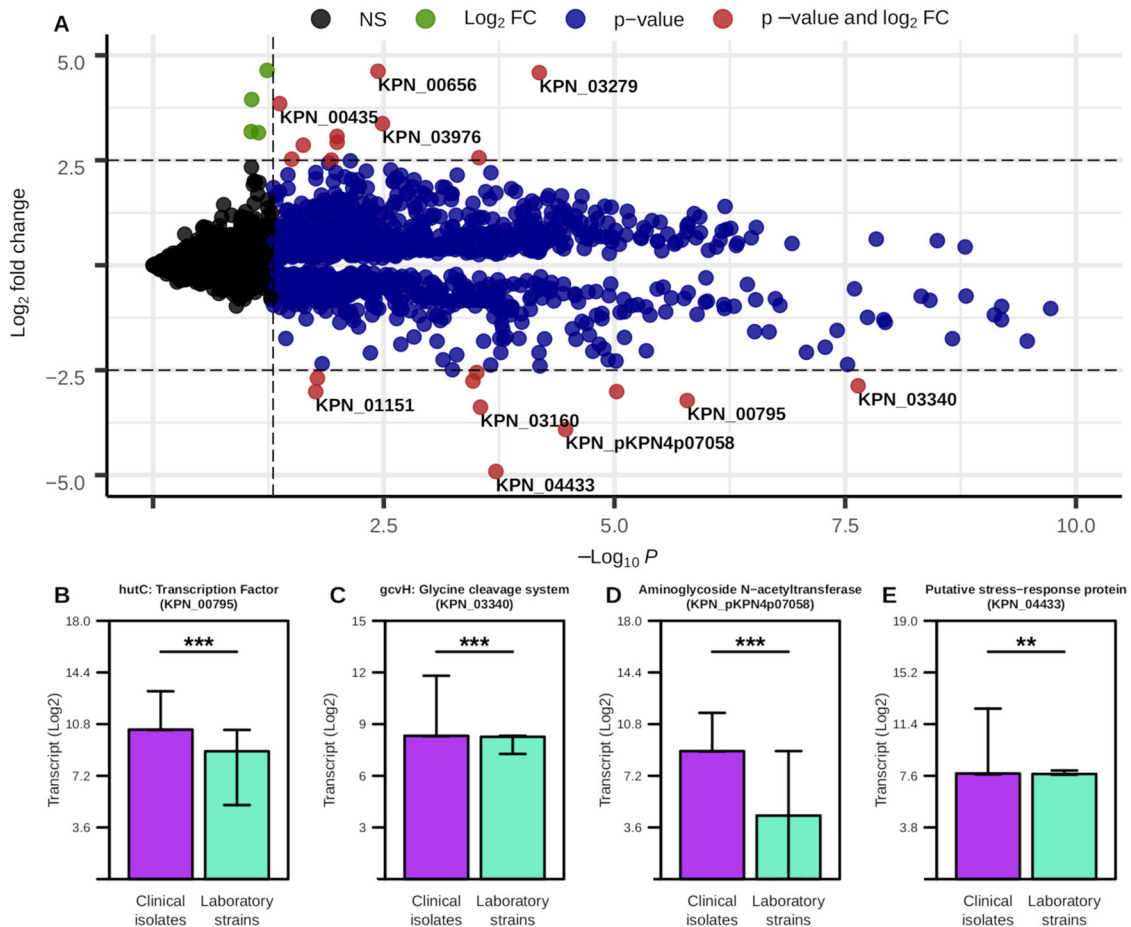 A
NS
Log2 FC
p−value
p −value and log2 FC
5.0
2.5
−2.5
−5.0
Log2 fold change
KPN_00656
KPN_03279
KPN_00435
KPN_03976
KPN_01151
KPN_03160
KPN_00795
KPN_03340
KPN_pKPN4p07058
KPN_04433
2.5
5.0
7.5
10.0
−Log10 P
B
hutC: Transcription Factor
(KPN_00795)
18.0
14.4
10.8
7.2
3.6
Transcript (Log2)
***
Clinical
isolates
Laboratory
strains
C
gcvH: Glycine cleavage system
(KPN_03340)
15
12
9
6
3
Transcript (Log2)
***
Clinical
isolates
Laboratory
strains
D
Aminoglycoside N−acetyltransferase
(KPN_pKPN4p07058)
18.0
14.4
10.8
7.2
3.6
Transcript (Log2)
***
Clinical
isolates
Laboratory
strains
E
Putative stress−response protein
(KPN_04433)
19.0
15.2
11.4
7.6
3.8
Transcript (Log2)
**
Clinical
isolates
Laboratory
strains